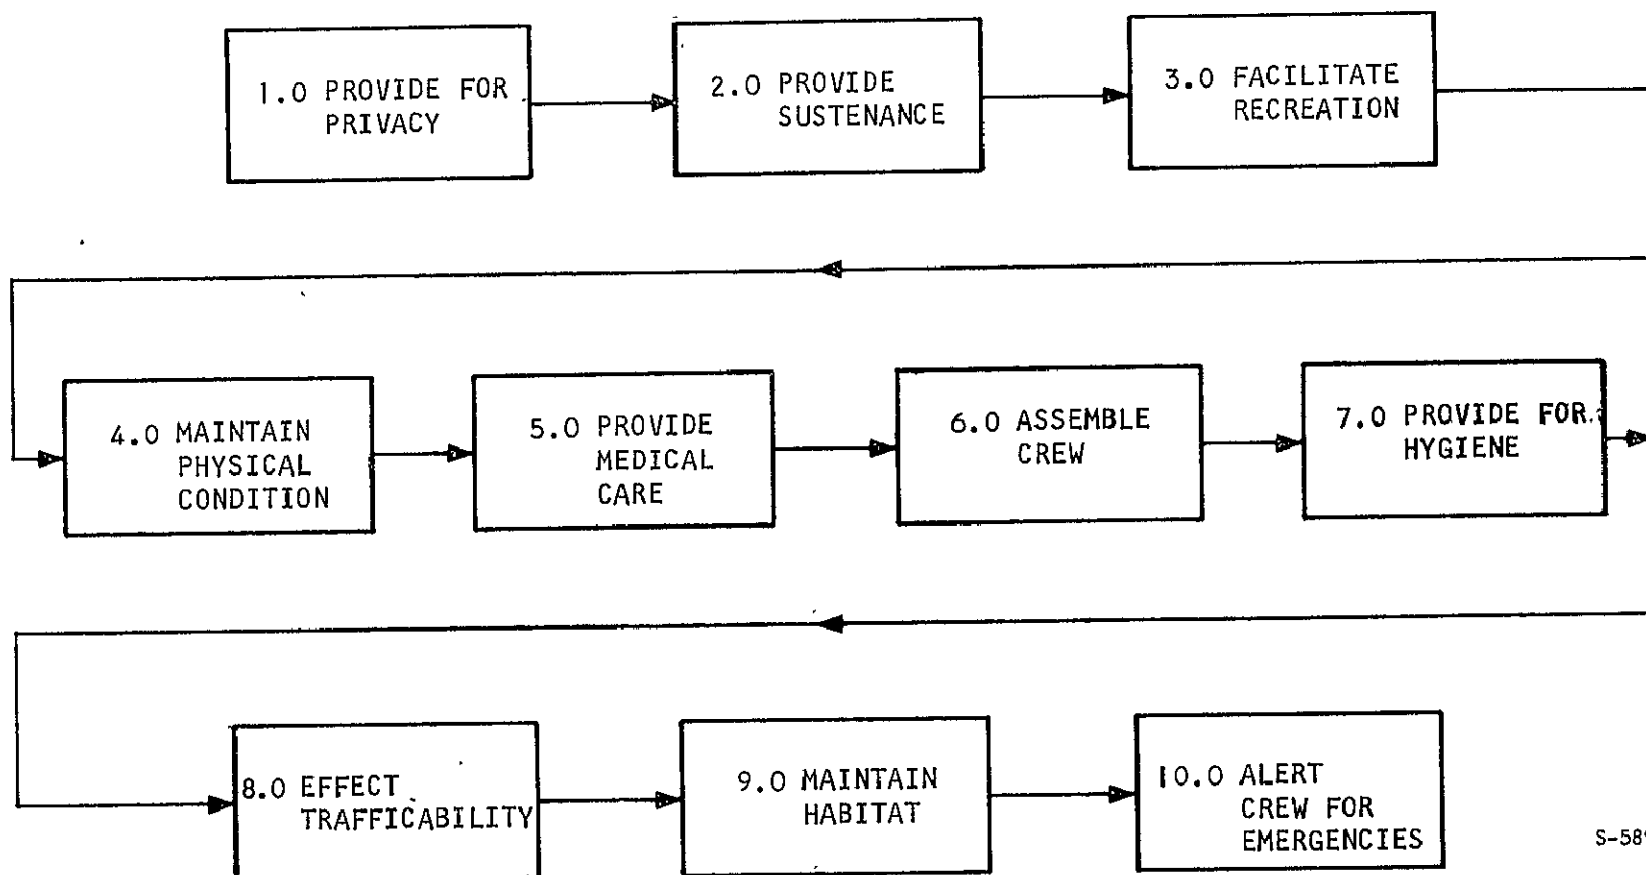 1.0 PROVIDE FOR
PRIVACY
2.0 PROVIDE
SUSTENANCE
3.0 FACILITATE
RECREATION
4.0 MAINTAIN
PHYSICAL
CONDITION
5.0 PROVIDE
MEDICAL
CARE
6.0 ASSEMBLE
CREW
7.0 PROVIDE FOR
HYGIENE
8.0 EFFECT
TRAFFICABILITY
9.0 MAINTAIN
HABITAT
10.0 ALERT
CREW FOR
EMERGENCIES